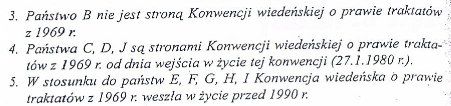 3. Państwo B nie jest stroną Konwencji wiedeńskiej o prawie traktatów
z 1969 r.
4. Państwa C, D, J są stronami Konwencji wiedeńskiej o prawie trakta-
tów z 1969 r. od dnia wejścia w życie tej konwencji (27.1.1980 r.).
5. W stosunku do państw E, F, G, H, I Konwencja wiedeńska o prawie
traktatów z 1969 r. weszła w życie przed 1990 r.